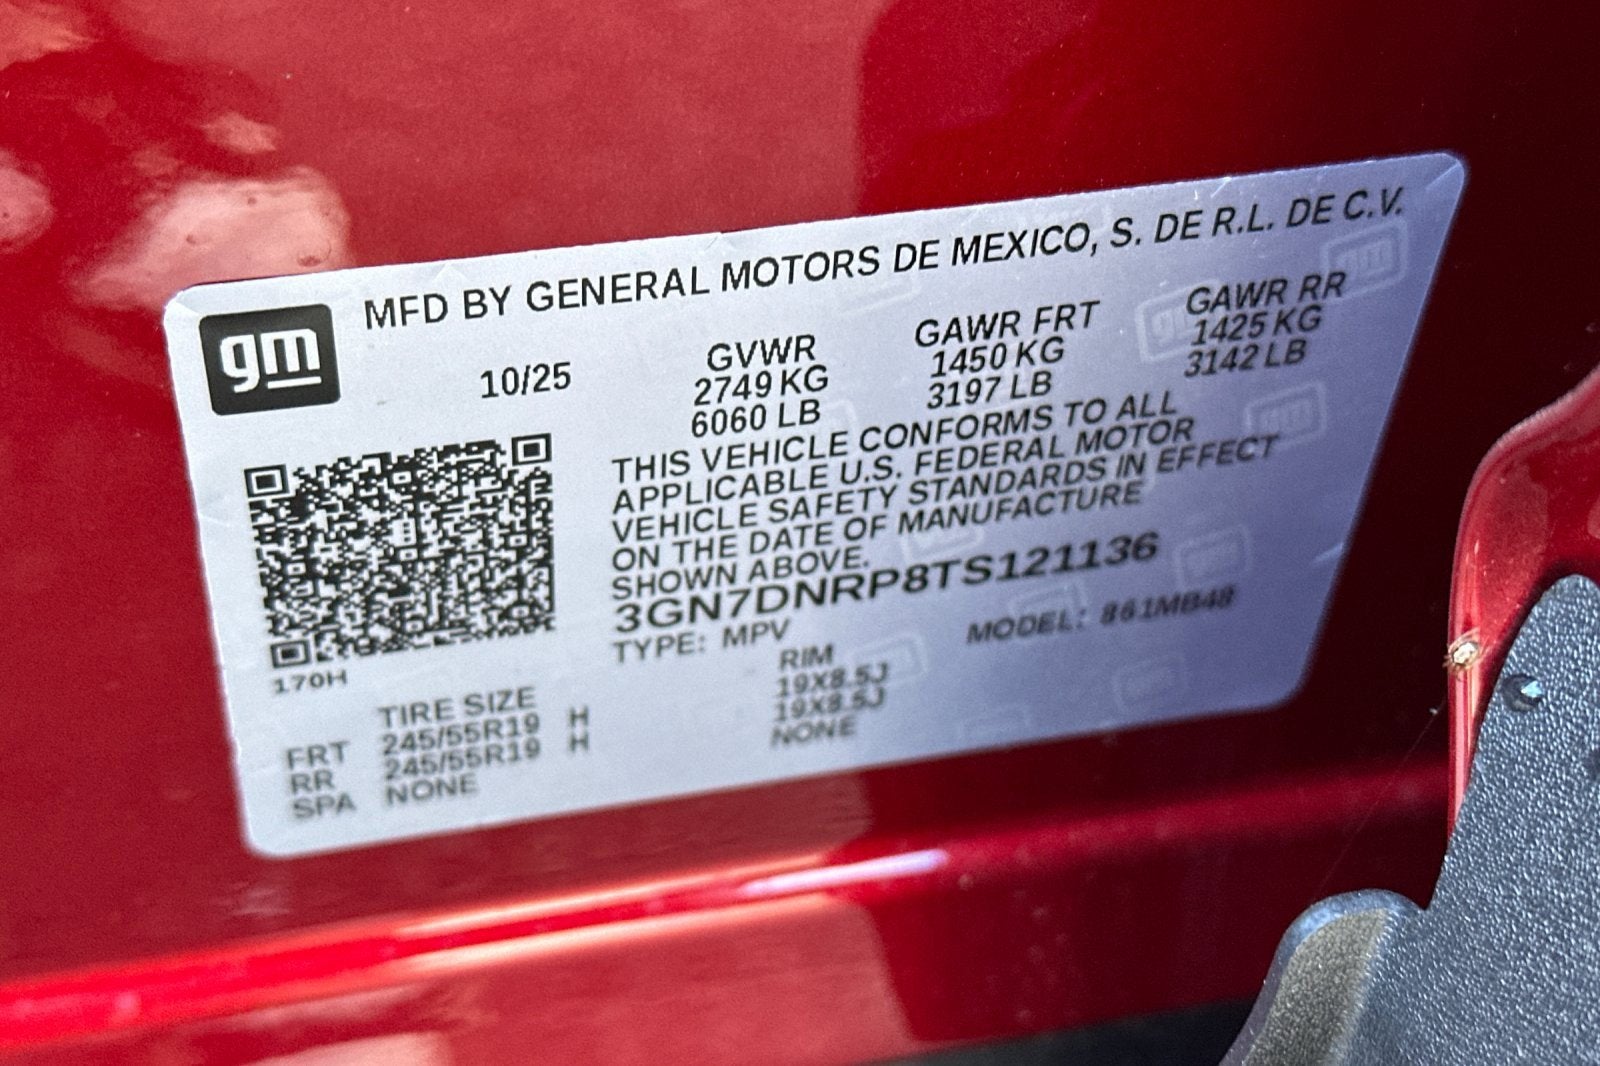 gm
MFD BY GENERAL MOTORS DE MEXICO, S. DE R.L. DE C.V.
10/25
GVWR
2749 KG
6060 LB
GAWR FRT
1450 KG
3197 LB
GAWR RR
1425 KG
3142 LB
THIS VEHICLE CONFORMS TO ALL
APPLICABLE U.S. FEDERAL MOTOR
VEHICLE SAFETY STANDARDS IN EFFECT
ON THE DATE OF MANUFACTURE
SHOWN ABOVE.
3GN7DNRP8TS121136
TYPE: MPV MODEL: 861MB48
170H
TIRE SIZE RIM
FRT 245/55R19 H 19X8.5J
RR 245/55R19 H 19X8.5J
SPA NONE NONE